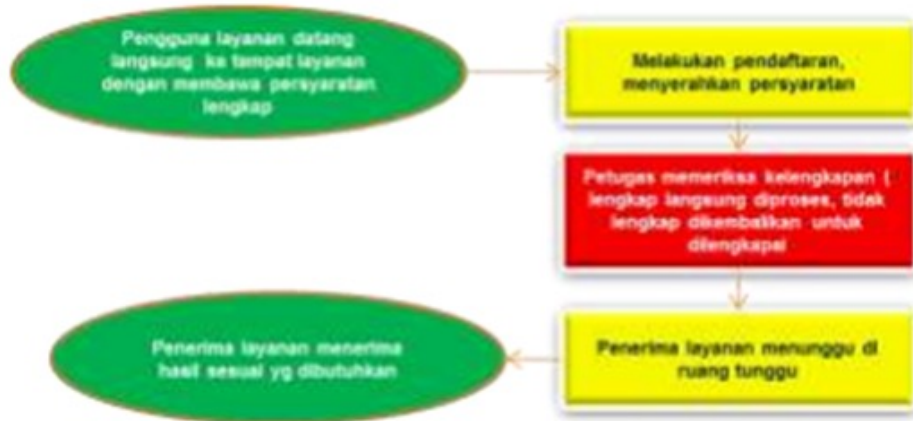 Pengguna layanan datang
langsung ke tempat layanan
dengan membawa persyaratan
lengkap
Melakukan pendaftaran,
menyerahkan persyaratan
Petugas memeriksa kelengkapan (
lengkap langsung diproses, tidak
lengkap dikembalikan untuk
dilengkapai
Penerima layanan menunggu di
ruang tunggu
Penerima layanan menerima
hasil sesuai yg dibutuhkan